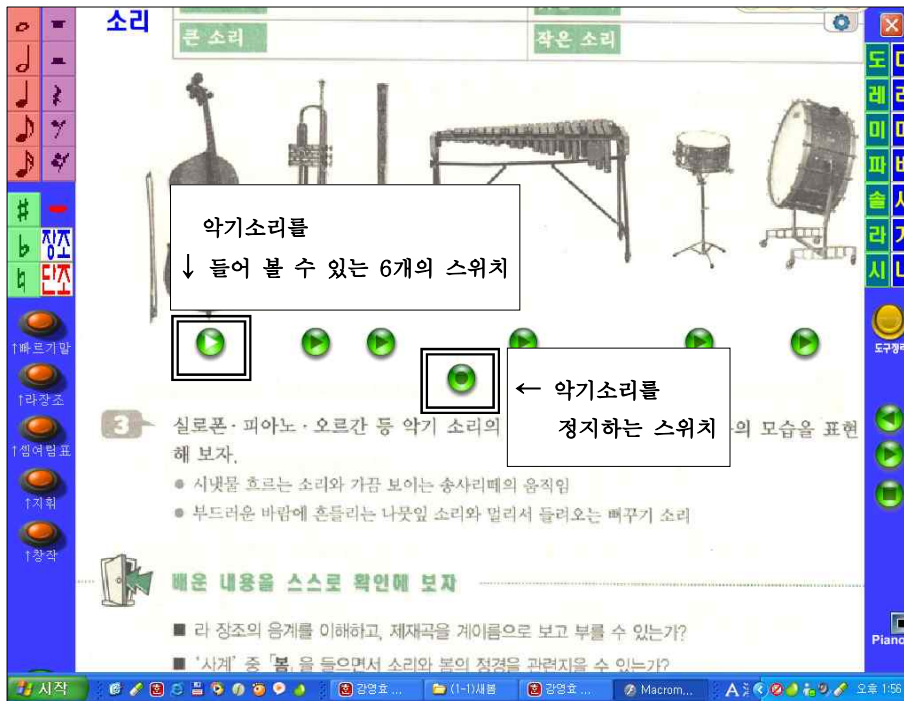 소리
큰 소리
작은 소리
악기소리를
↓ 들어 볼 수 있는 6개의 스위치
← 악기소리를
정지하는 스위치
3 실로폰·피아노·오르간 등 악기 소리의 의 모습을 표현
해 보자.
● 시냇물 흐르는 소리와 가끔 보이는 송사리떼의 움직임
● 부드러운 바람에 흔들리는 나뭇잎 소리와 멀리서 들려오는 뻐꾸기 소리
배운 내용을 스스로 확인해 보자
■ 라 장조의 음계를 이해하고, 제재곡을 계이름으로 보고 부를 수 있는가?
■ '사계' 중 「봄」을 들으면서 소리와 봄의 정경을 관련지을 수 있는가?
장조
단조
↑빠르기말
↑라장조
↑셈여림표
↑지휘
↑창작
도
레
미
파
솔
라
시
도구정리
Piano
시작
강영효 ...
(1-1)새봄
강영효 ...
Macrom...
A
오후 1:56